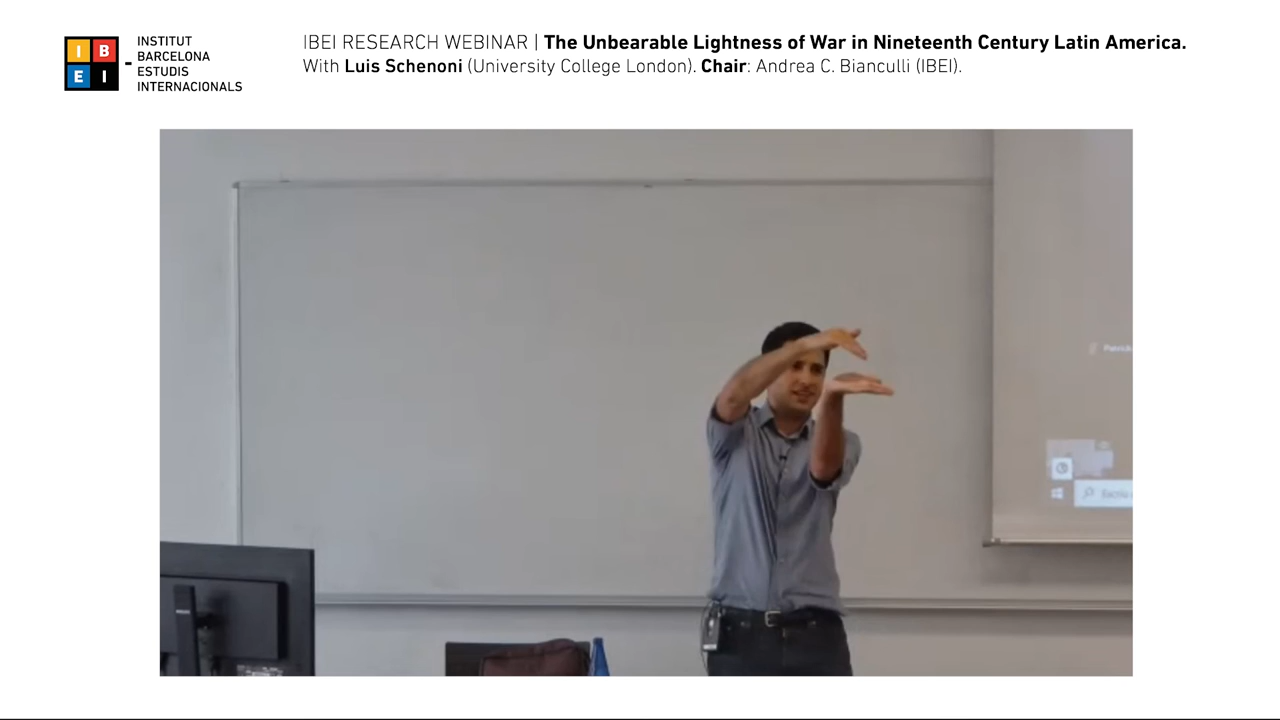 I B
E I
INSTITUT
BARCELONA
ESTUDIS
INTERNACIONALS
IBEI RESEARCH WEBINAR | The Unbearable Lightness of War in Nineteenth Century Latin America.
With Luis Schenoni (University College London). Chair: Andrea C. Bianculli (IBEI).